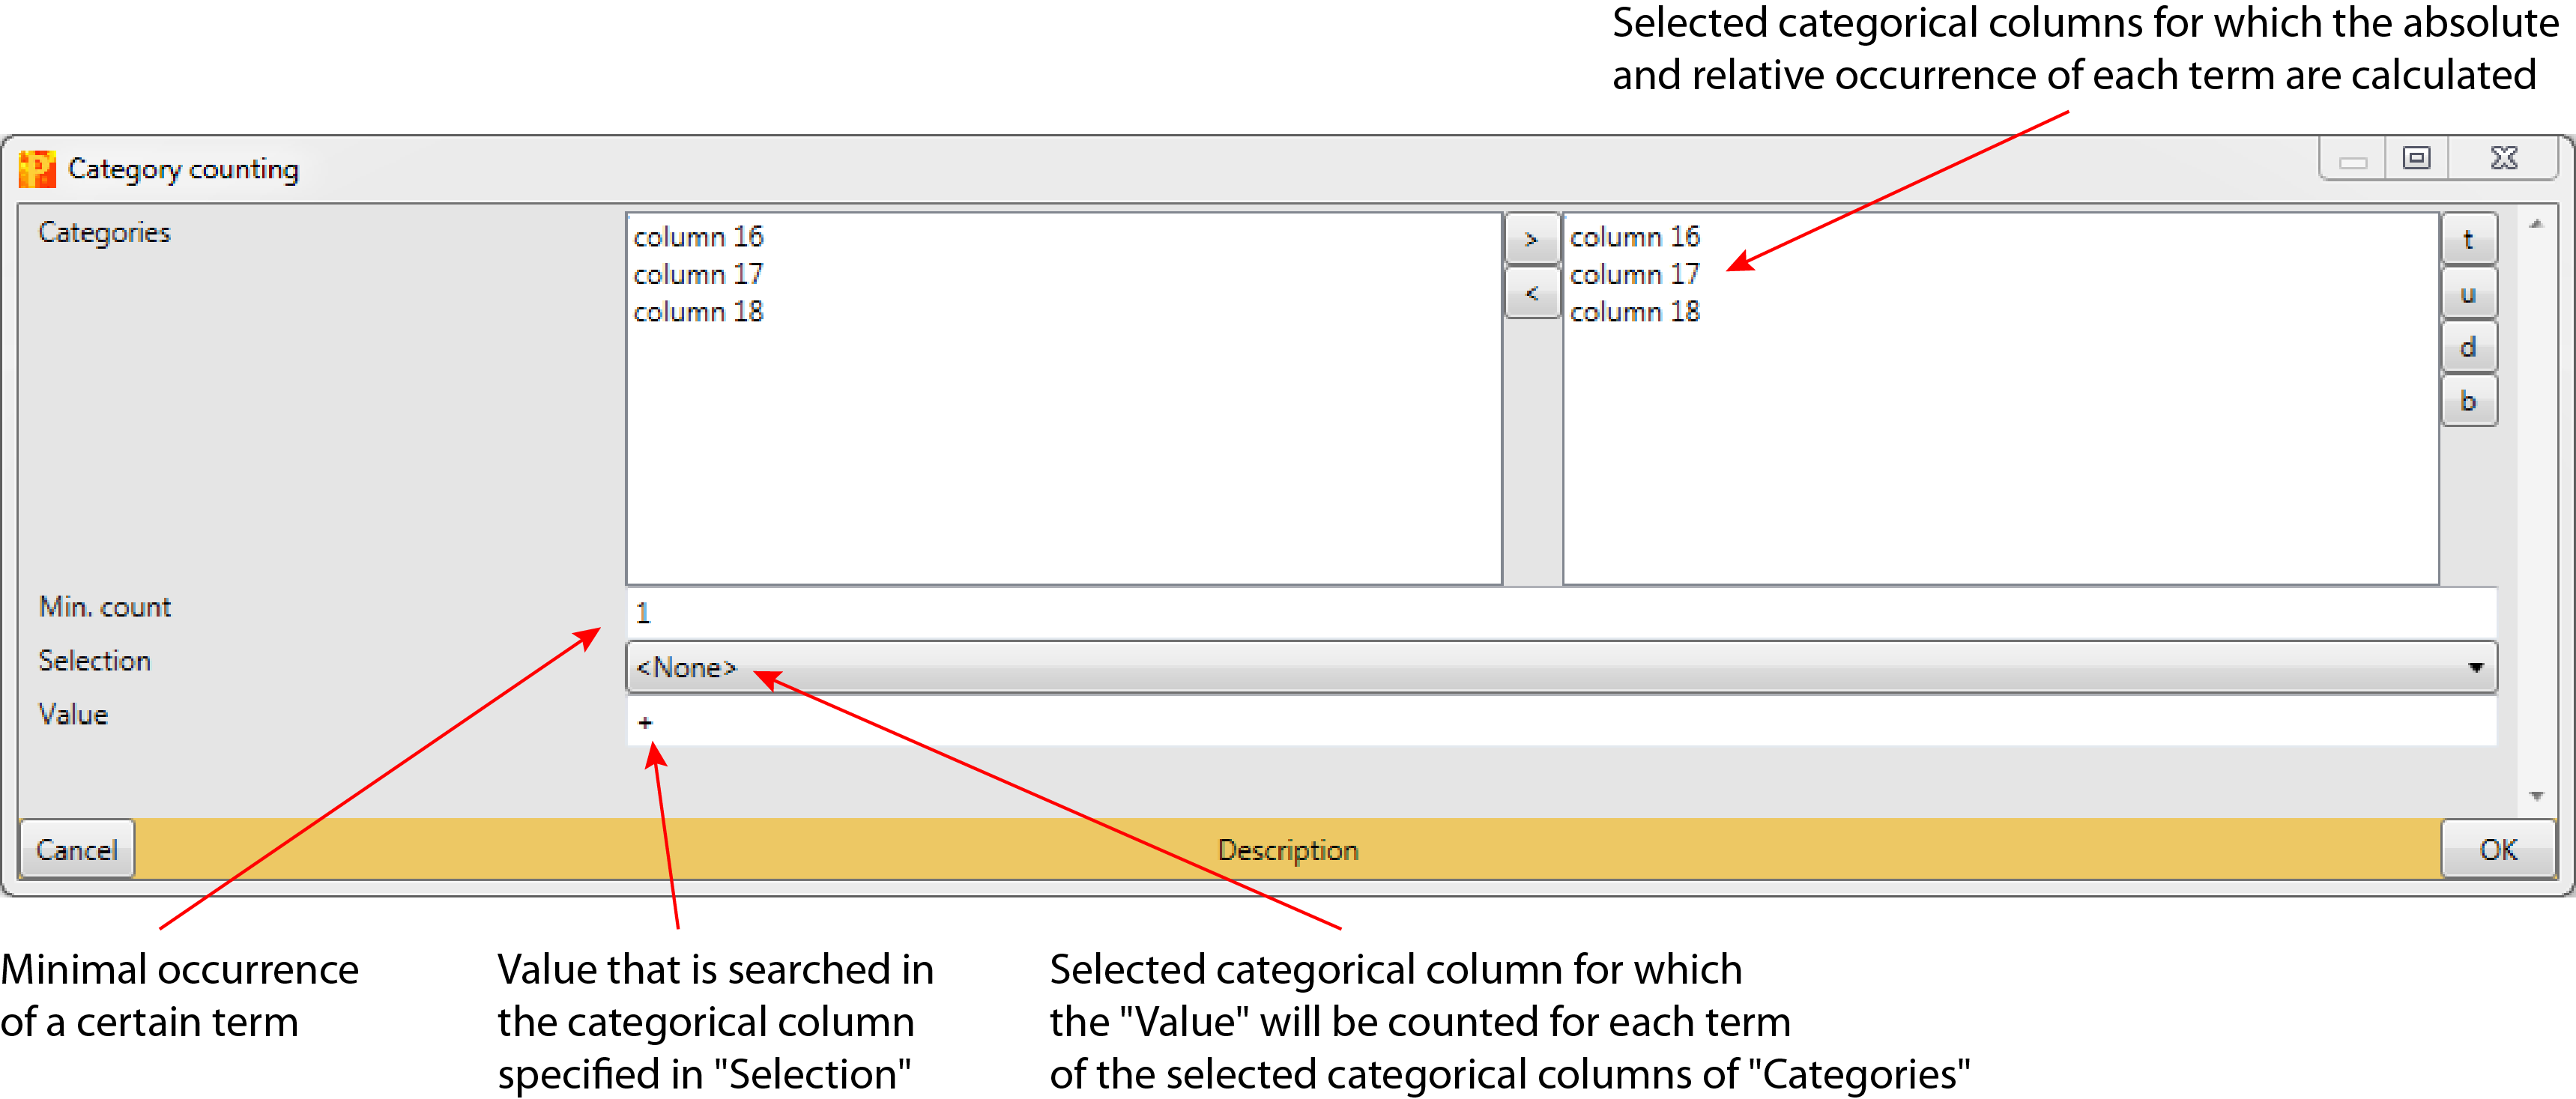 Selected categorical columns for which the absolute
and relative occurrence of each term are calculated
Category counting
Categories
column 16
column 17
column 18
>
<
column 16
column 17
column 18
t
u
d
b
Min. count
1
Selection
<None>
Value
+
Cancel
Description
OK
Minimal occurrence
of a certain term
Value that is searched in
the categorical column
specified in "Selection"
Selected categorical column for which
the "Value" will be counted for each term
of the selected categorical columns of "Categories"